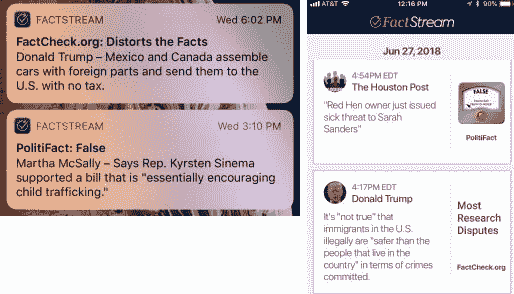 FACTSTREAM Wed 6:02 PM
FactCheck.org: Distorts the Facts
Donald Trump – Mexico and Canada assemble
cars with foreign parts and send them to the
U.S. with no tax.
FACTSTREAM Wed 3:10 PM
PolitiFact: False
Martha McSally – Says Rep. Kyrsten Sinema
supported a bill that is "essentially encouraging
child trafficking."
AT&T 12:16 PM 90%
FactStream
Jun 27, 2018
4:54PM EDT
The Houston Post
"Red Hen owner just issued
sick threat to Sarah
Sanders"
FALSE
PolitiFact
4:17PM EDT
Donald Trump
It's "not true" that
immigrants in the U.S.
illegally are "safer than the
people that live in the
country" in terms of crimes
committed.
Most
Research
Disputes
FactCheck.org